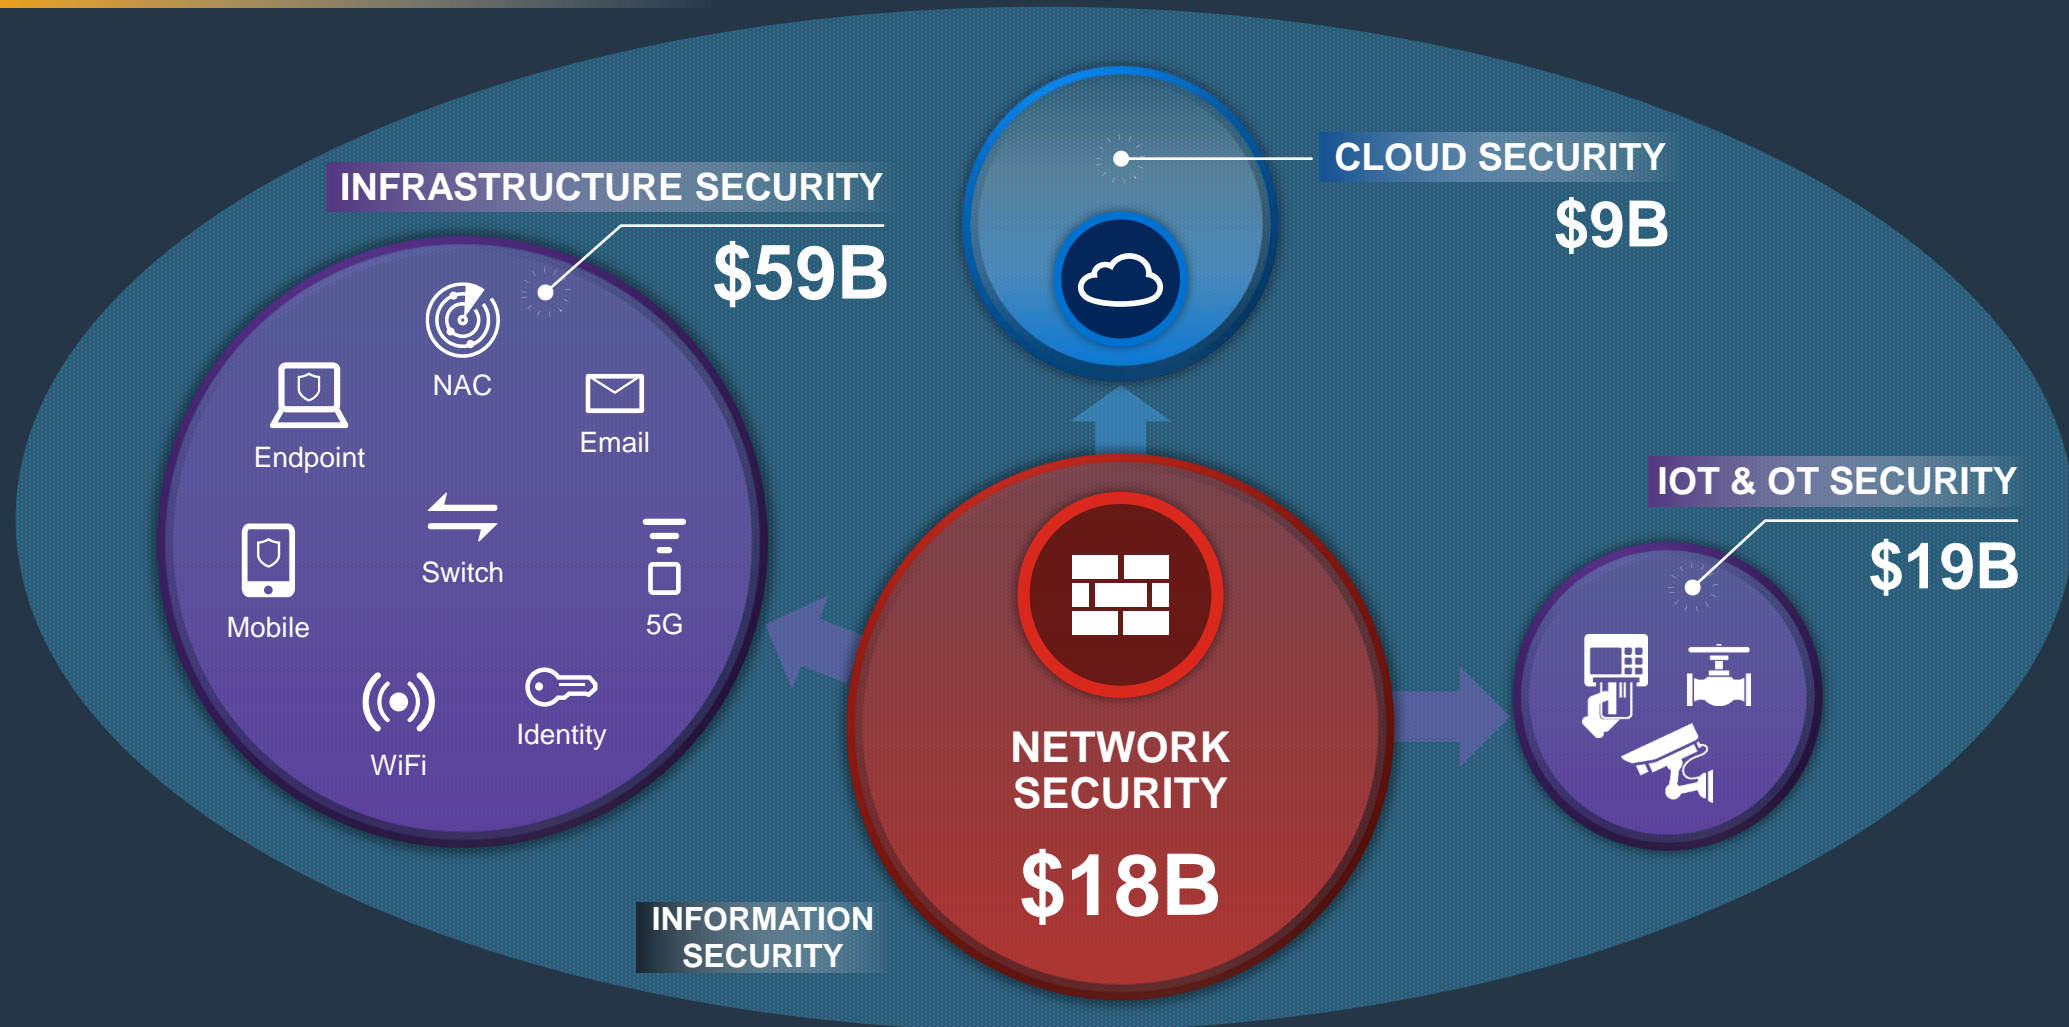 INFRASTRUCTURE SECURITY
$59B
NAC
Endpoint
Email
Switch
Mobile
5G
WiFi
Identity
CLOUD SECURITY
$9B
IOT & OT SECURITY
$19B
NETWORK
SECURITY
$18B
INFORMATION
SECURITY